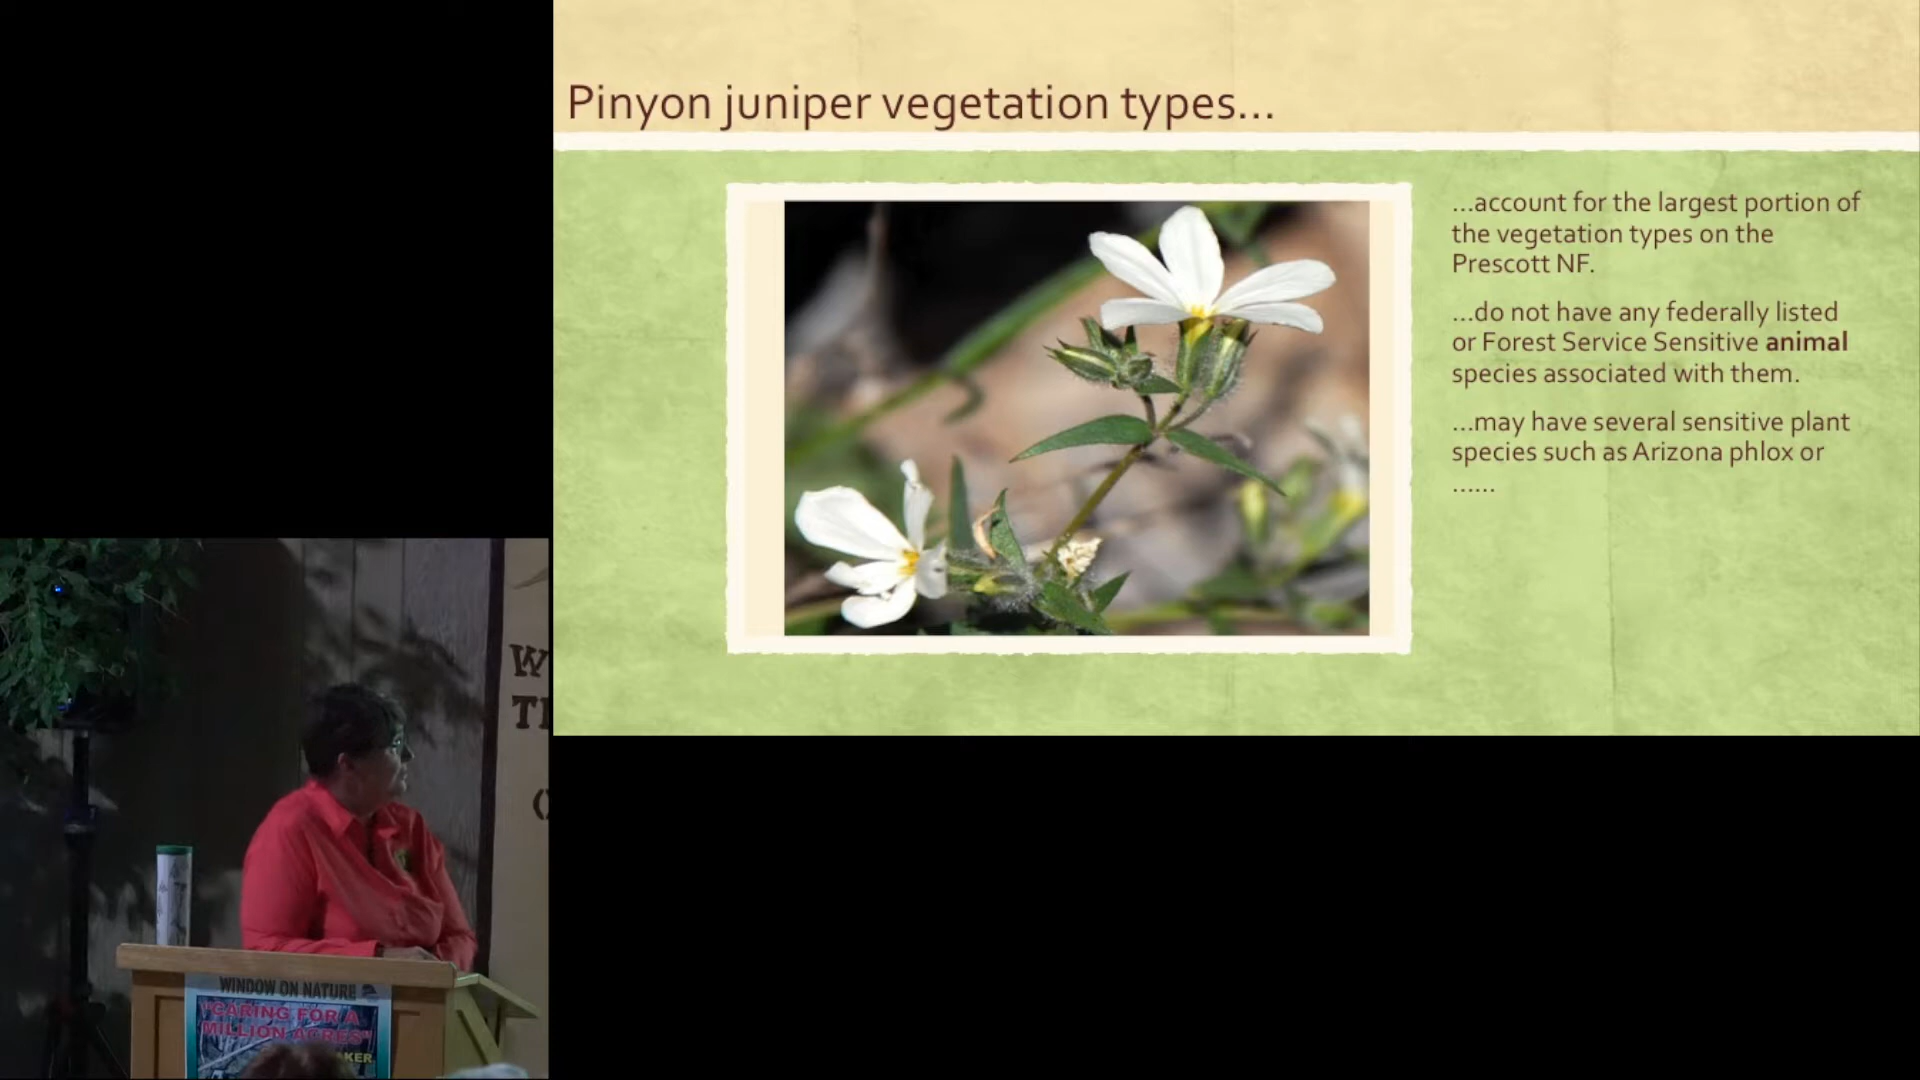 Pinyon juniper vegetation types...
...account for the largest portion of
the vegetation types on the
Prescott NF.
...do not have any federally listed
or Forest Service Sensitive animal
species associated with them.
...may have several sensitive plant
species such as Arizona phlox or
......
W
WINDOW ON NATURE
"CARING FOR A
MILLION ACRES"